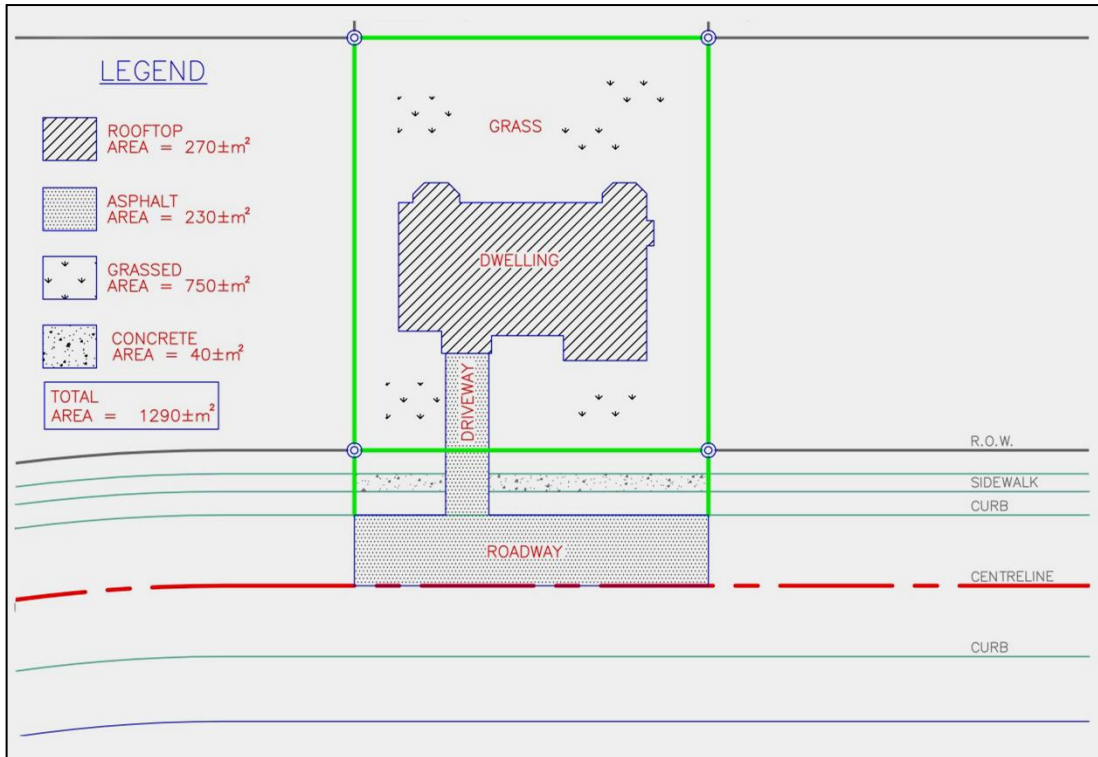 LEGEND
ROOFTOP
AREA = 270±m²
ASPHALT
AREA = 230±m²
GRASSED
AREA = 750±m²
CONCRETE
AREA = 40±m²
TOTAL
AREA = 1290±m²
GRASS
DWELLING
DRIVEWAY
R.O.W.
SIDEWALK
CURB
ROADWAY
CENTRELINE
CURB